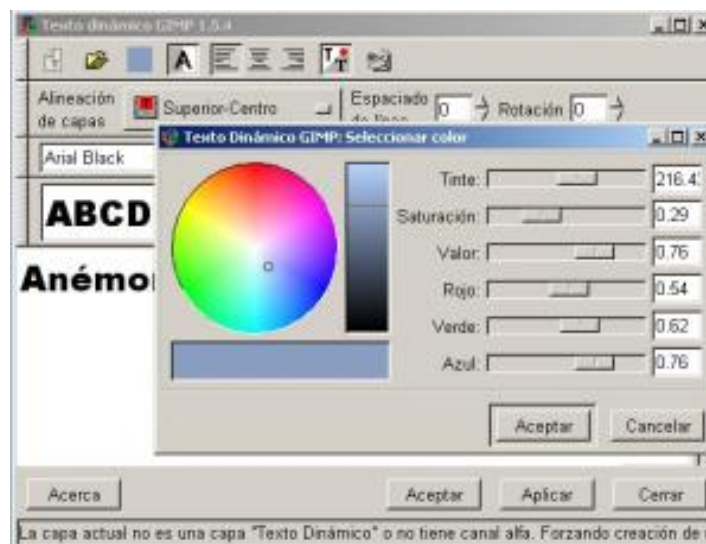 Texto dinámico GIMP 1.5.4
A
Alineación de capas
Superior-Centro
Espaciado
0
Rotación 0
Texto Dinámico GIMP: Seleccionar color
Arial Black
ABCD
Anémo
Tinte: 216.4
Saturación: 0.29
Valor: 0.76
Rojo: 0.54
Verde: 0.62
Azul: 0.76
Aceptar Cancelar
Acerca Aceptar Aplicar Cerrar
La capa actual no es una capa "Texto Dinámico" o no tiene canal alfa. Forzando creación de